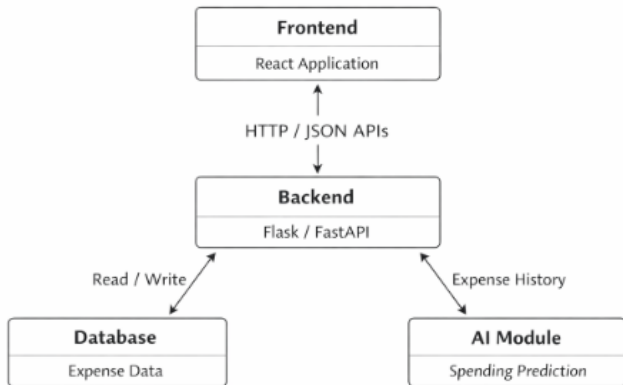 Frontend
React Application
HTTP / JSON APIs
Backend
Flask / FastAPI
Read / Write
Expense History
Database
Expense Data
AI Module
Spending Prediction